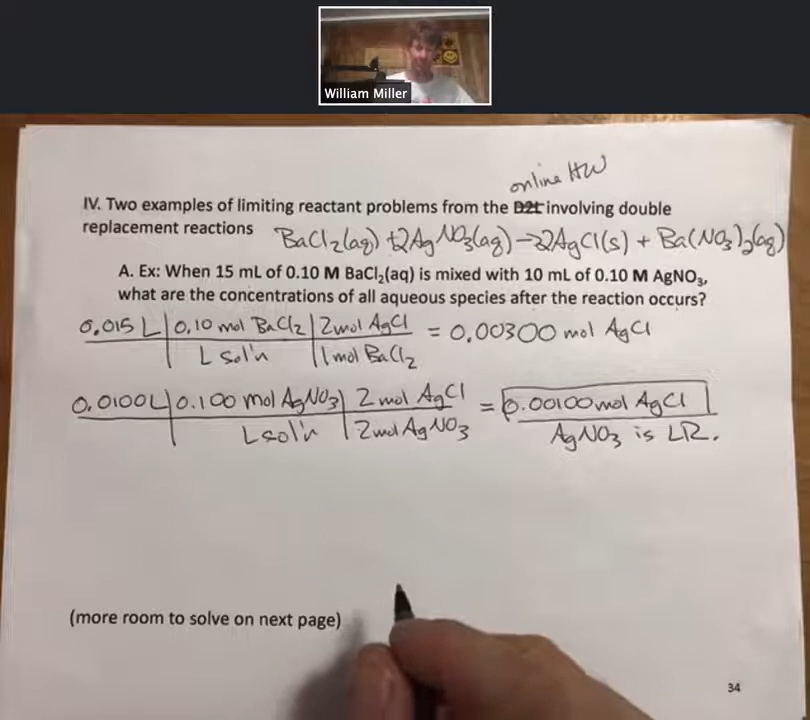 William Miller
online HW
IV. Two examples of limiting reactant problems from the D2L involving double
replacement reactions BaCl₂(aq) + 2AgNO₃(aq) → 2AgCl(s) + Ba(NO₃)₂(aq)
A. Ex: When 15 mL of 0.10 M BaCl₂(aq) is mixed with 10 mL of 0.10 M AgNO₃,
what are the concentrations of all aqueous species after the reaction occurs?
0.015 L | 0.10 mol BaCl₂ | 2 mol AgCl = 0.00300 mol AgCl
L sol'n | 1 mol BaCl₂
0.0100 L | 0.100 mol AgNO₃ | 2 mol AgCl = 0.00100 mol AgCl
L sol'n | 2 mol AgNO₃ AgNO₃ is LR.
(more room to solve on next page)
34